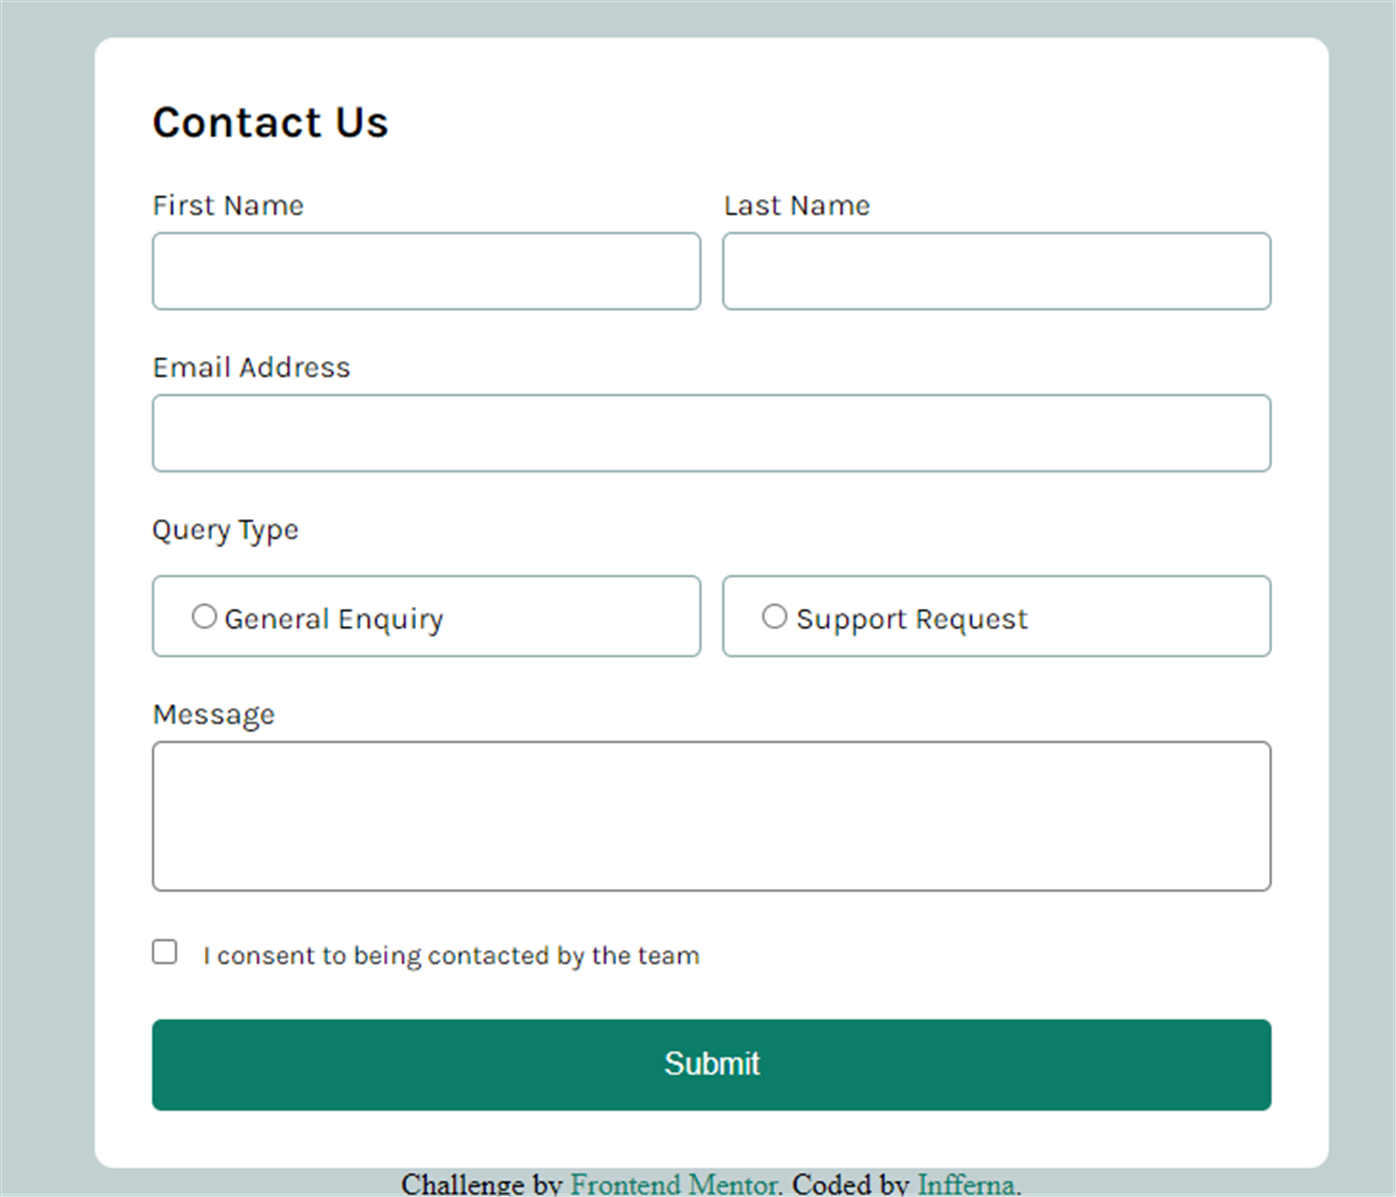 Contact Us
First Name Last Name
Email Address
Query Type
General Enquiry Support Request
Message
I consent to being contacted by the team
Submit
Challenge by Frontend Mentor. Coded by Infferna.